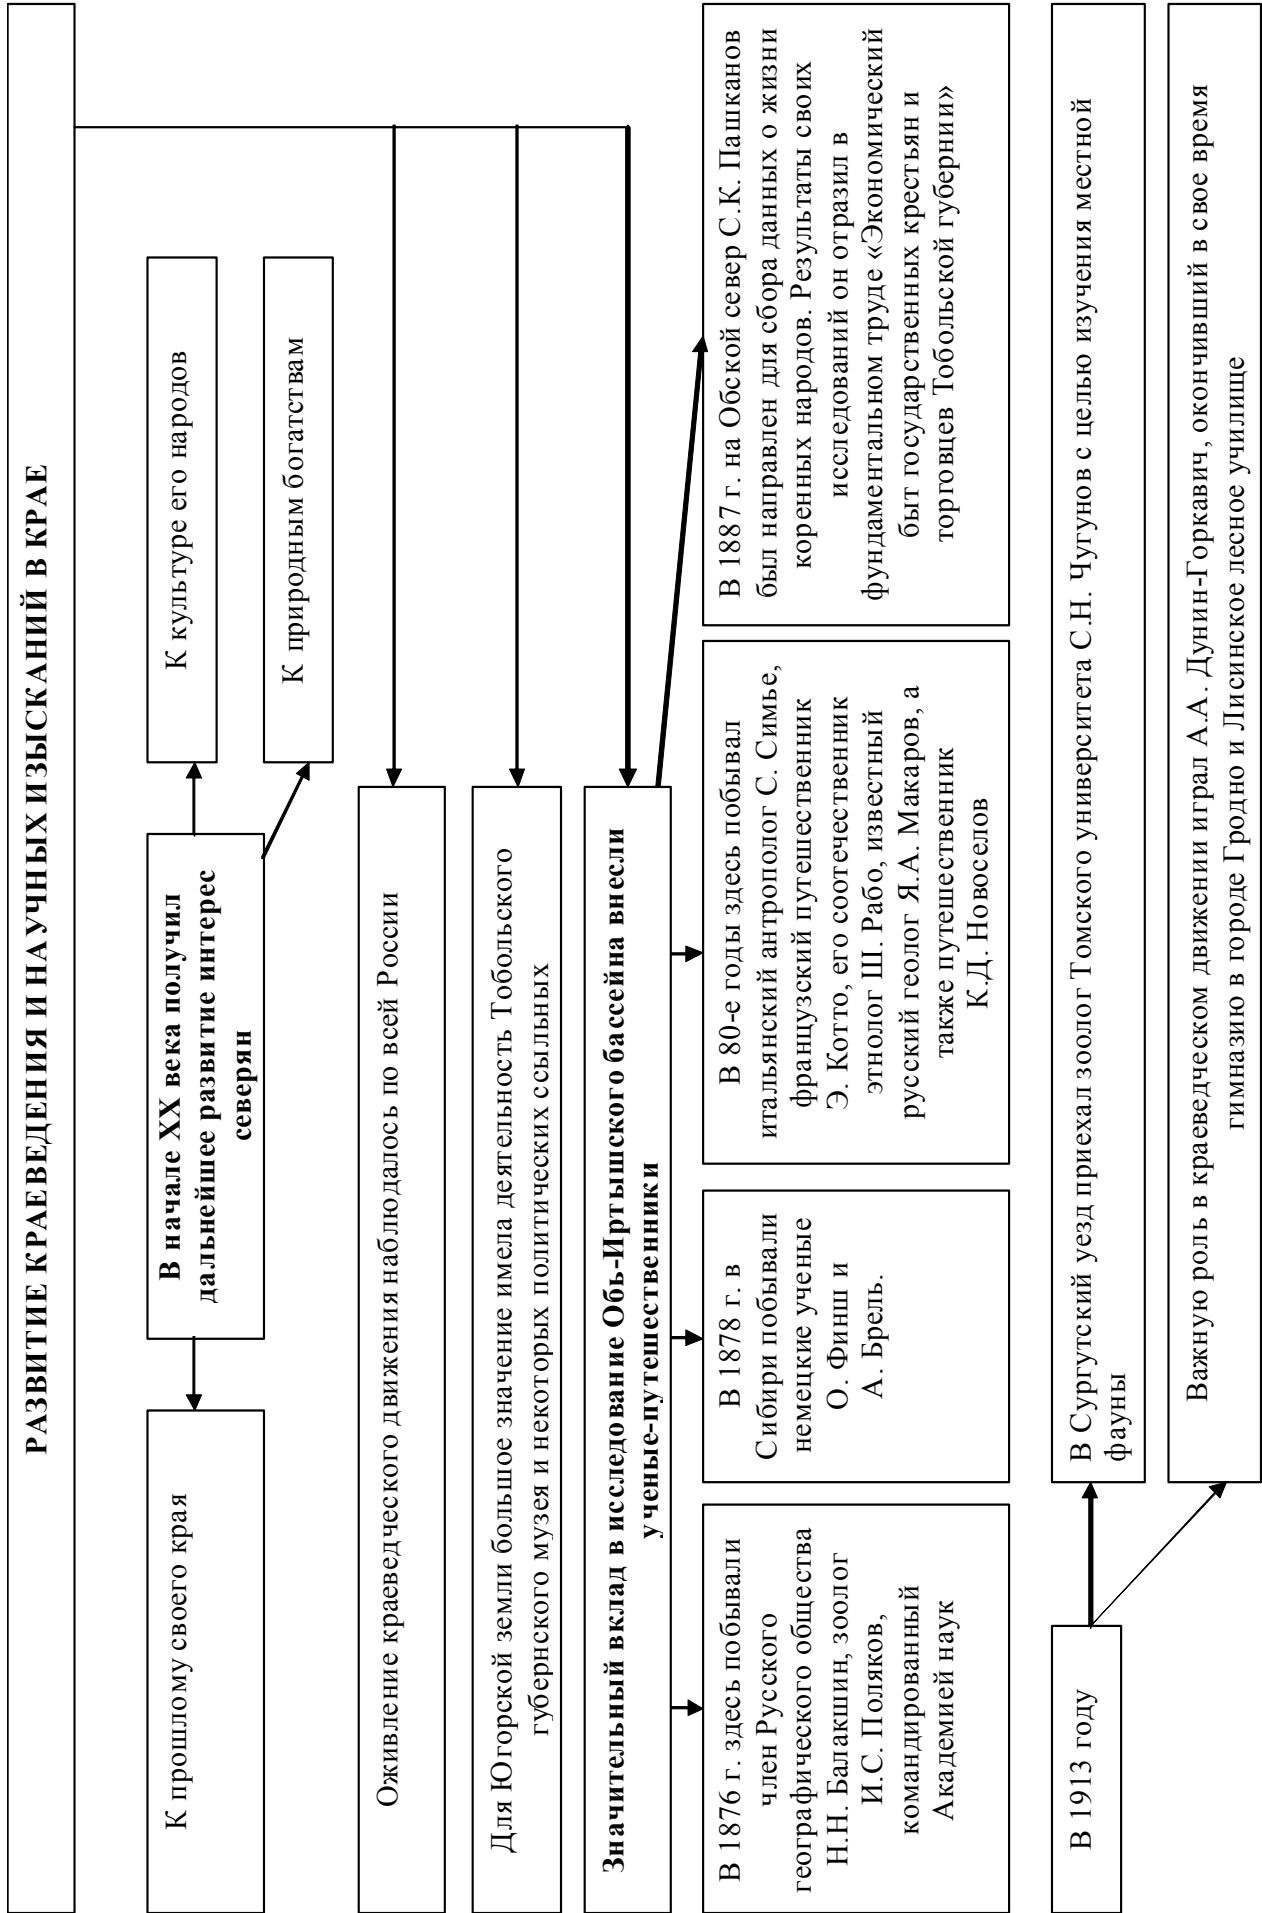 РАЗВИТИЕ КРАЕВЕДЕНИЯ И НАУЧНЫХ ИЗЫСКАНИЙ В КРАЕ
К прошлому своего края
В начале XX века получил
дальнейшее развитие интерес
северян
К культуре его народов
К природным богатствам
Оживление краеведческого движения наблюдалось по всей России
Для Югорской земли большое значение имела деятельность Тобольского
губернского музея и некоторых политических ссыльных
Значительный вклад в исследование Обь-Иртышского бассейна внесли
ученые-путешественники
В 1876 г. здесь побывали
член Русского
географического общества
Н.Н. Балакшин, зоолог
И.С. Поляков,
командированный
Академией наук
В 1878 г. в
Сибири побывали
немецкие ученые
О. Финш и
А. Брель.
В 80-е годы здесь побывал
итальянский антрополог С. Симье,
французский путешественник
Э. Котто, его соотечественник
этнолог Ш. Рабо, известный
русский геолог Я.А. Макаров, а
также путешественник
К.Д. Новоселов
В 1887 г. на Обской север С.К. Пашканов
был направлен для сбора данных о жизни
коренных народов. Результаты своих
исследований он отразил в
фундаментальном труде «Экономический
быт государственных крестьян и
торговцев Тобольской губернии»
В 1913 году
В Сургутский уезд приехал зоолог Томского университета С.Н. Чугунов с целью изучения местной
фауны
Важную роль в краеведческом движении играл А.А. Дунин-Горкавич, окончивший в свое время
гимназию в городе Гродно и Лисинское лесное училище